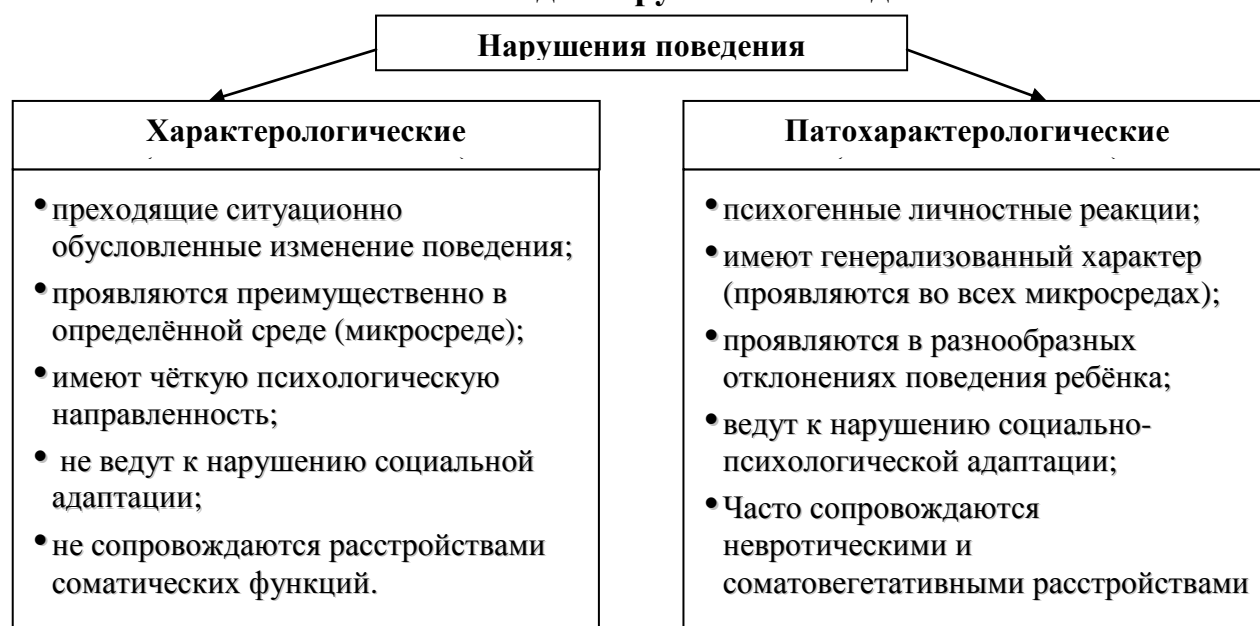 Нарушения поведения
Характерологические
• преходящие ситуационно
обусловленные изменение поведения;
• проявляются преимущественно в
определённой среде (микросреде);
• имеют чёткую психологическую
направленность;
• не ведут к нарушению социальной
адаптации;
• не сопровождаются расстройствами
соматических функций.
Патохарактерологические
• психогенные личностные реакции;
• имеют генерализованный характер
(проявляются во всех микросредах);
• проявляются в разнообразных
отклонениях поведения ребёнка;
• ведут к нарушению социально-
психологической адаптации;
• Часто сопровождаются
невротическими и
соматовегетативными расстройствами